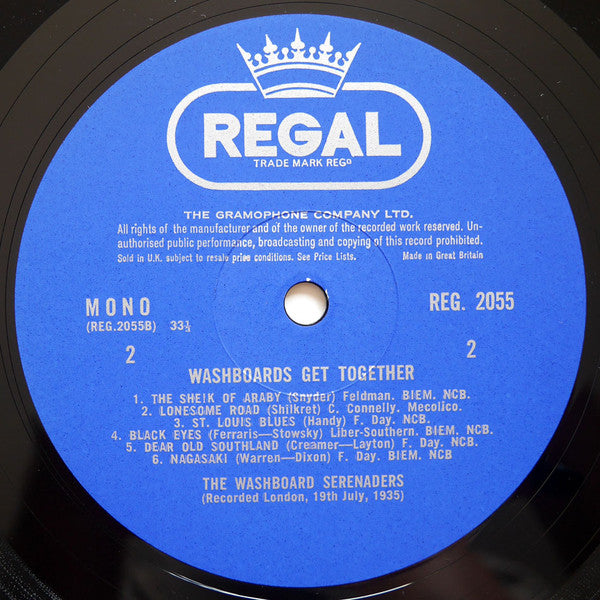 REGAL
TRADE MARK REGD
THE GRAMOPHONE COMPANY LTD.
All rights of the manufacturer and of the owner of the recorded work reserved. Un-
authorised public performance, broadcasting and copying of this record prohibited.
Sold in U.K. subject to resale price conditions. See Price Lists. Made in Great Britain
MONO REG. 2055
(REG.2055B) 33⅓
2 2
WASHBOARDS GET TOGETHER
1. THE SHEIK OF ARABY (Snyder) Feldman. BIEM. NCB.
2. LONESOME ROAD (Shilkret) C. Connelly. Mecolico.
3. ST. LOUIS BLUES (Handy) F. Day. NCB.
4. BLACK EYES (Ferraris—Stowsky) Liber-Southern. BIEM. NCB.
5. DEAR OLD SOUTHLAND (Creamer—Layton) F. Day. NCB.
6. NAGASAKI (Warren—Dixon) F. Day. BIEM. NCB
THE WASHBOARD SERENADERS
(Recorded London, 19th July, 1935)